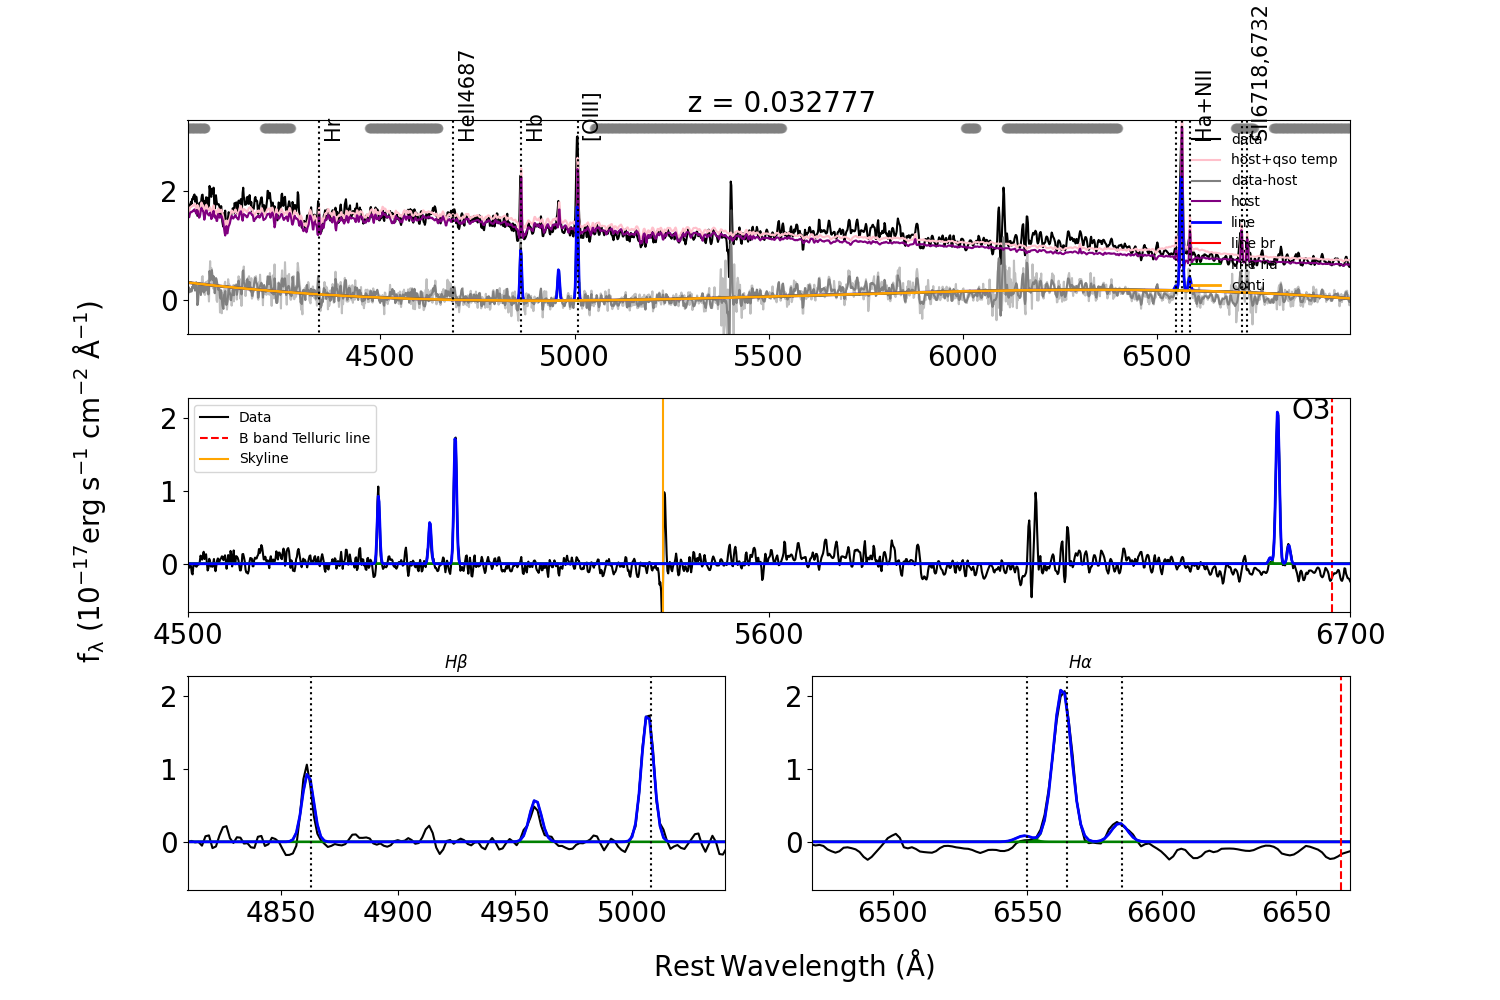 z = 0.032777
Hr
HeII4687
Hb
[OIII]
Ha+NII
SII6718,6732
data
host+qso temp
data-host
host
line
line br
conti
2
0
4500 5000 5500 6000 6500
fλ (10⁻¹⁷erg s⁻¹ cm⁻² Å⁻¹)
Data
B band Telluric line
Skyline
O3
2
1
0
4500 5600 6700
Hβ
2
1
0
4850 4900 4950 5000
Hα
2
1
0
6500 6550 6600 6650
Rest Wavelength (Å)